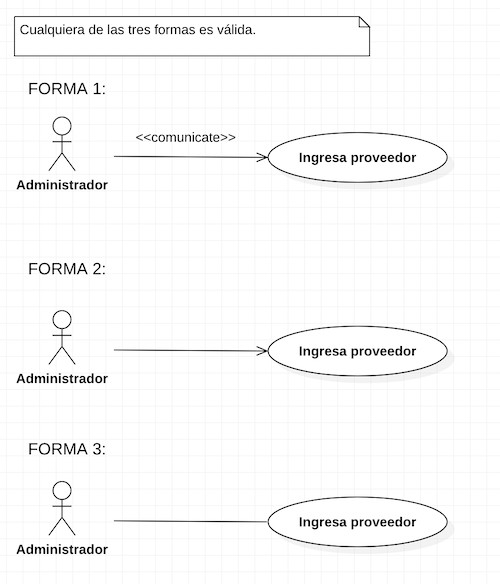 Cualquiera de las tres formas es válida.
FORMA 1:
<<comunicate>>
Ingresa proveedor
Administrador
FORMA 2:
Ingresa proveedor
Administrador
FORMA 3:
Ingresa proveedor
Administrador